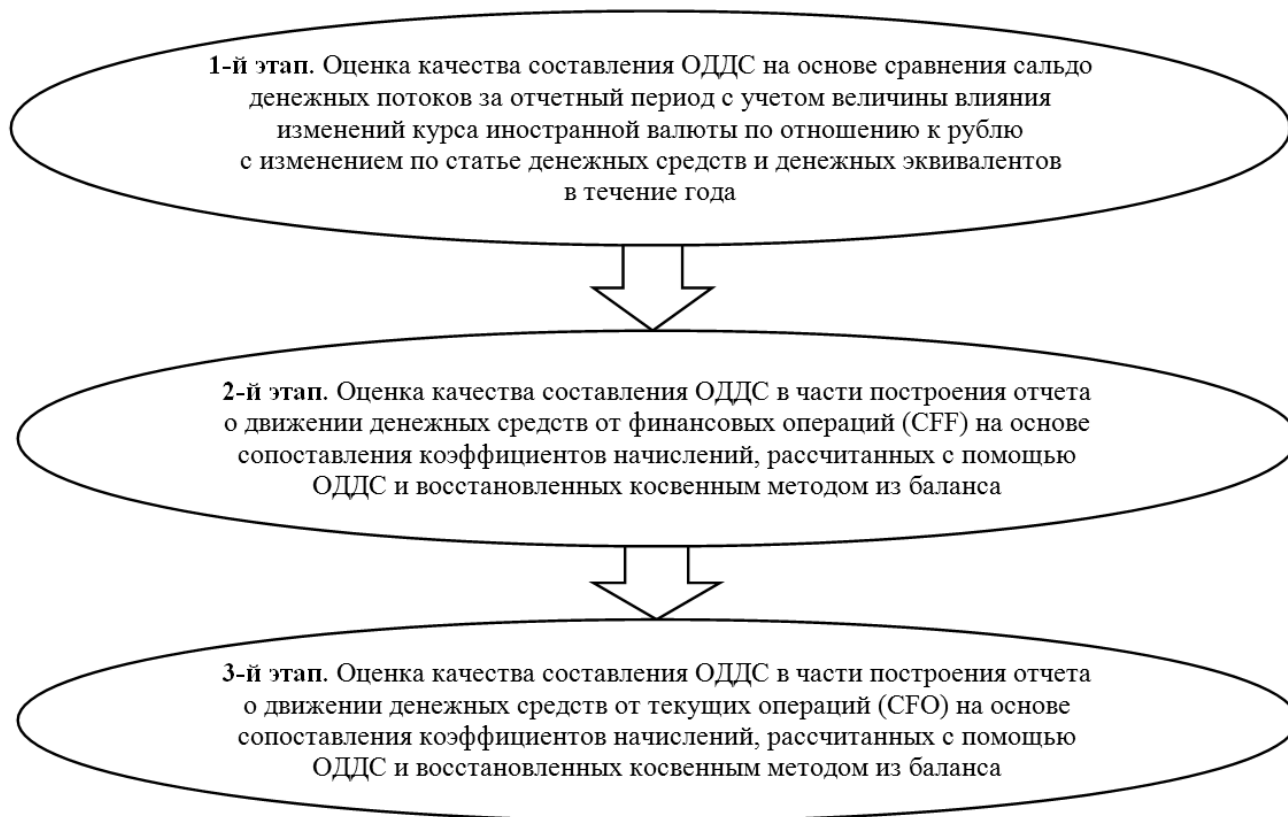 1-й этап. Оценка качества составления ОДДС на основе сравнения сальдо
денежных потоков за отчетный период с учетом величины влияния
изменений курса иностранной валюты по отношению к рублю
с изменением по статье денежных средств и денежных эквивалентов
в течение года
2-й этап. Оценка качества составления ОДДС в части построения отчета
о движении денежных средств от финансовых операций (CFF) на основе
сопоставления коэффициентов начислений, рассчитанных с помощью
ОДДС и восстановленных косвенным методом из баланса
3-й этап. Оценка качества составления ОДДС в части построения отчета
о движении денежных средств от текущих операций (CFO) на основе
сопоставления коэффициентов начислений, рассчитанных с помощью
ОДДС и восстановленных косвенным методом из баланса